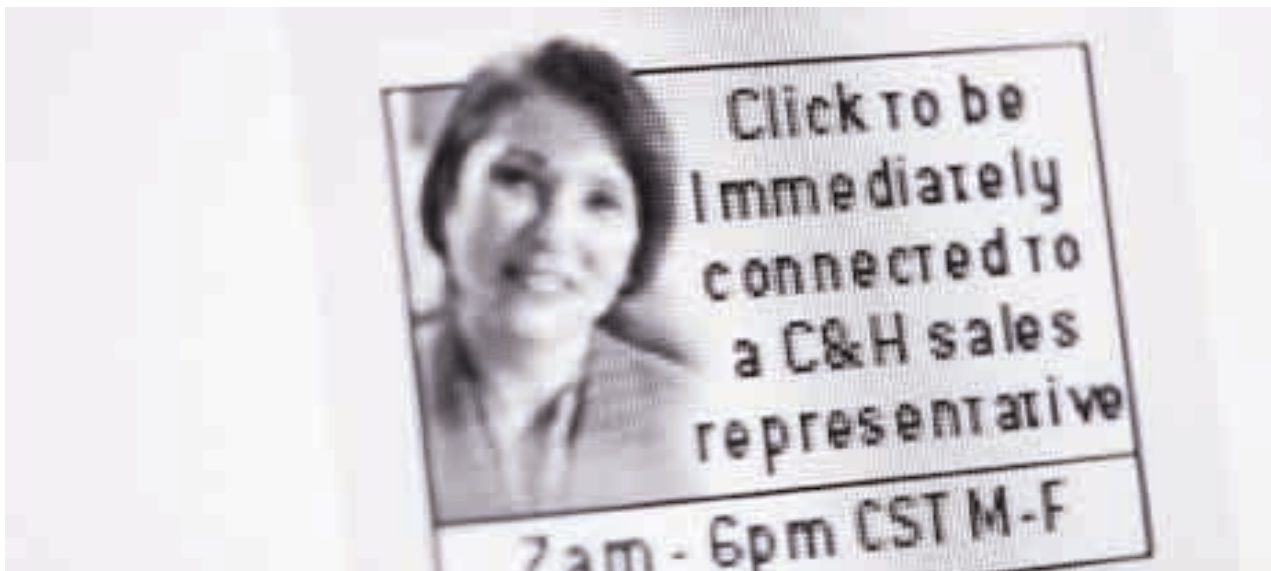 Click to be
Immediately
connected to
a C&H sales
representative
7am - 6pm CST M-F